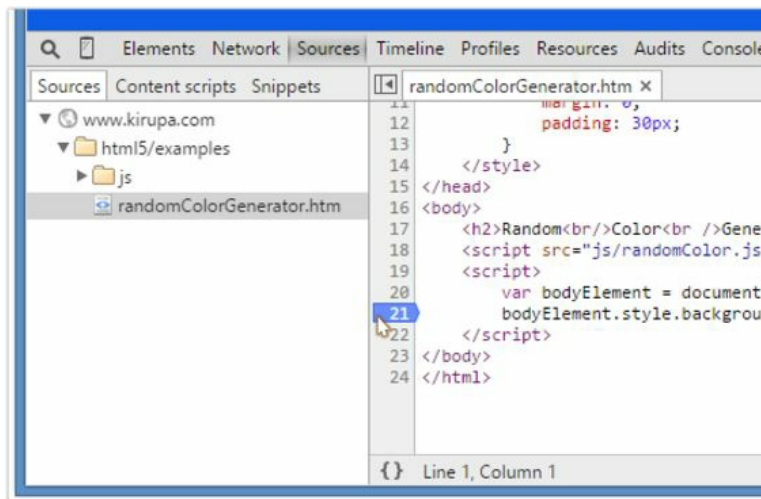 Elements Network Sources Timeline Profiles Resources Audits Console
Sources Content scripts Snippets
randomColorGenerator.htm ×
www.kirupa.com
html5/examples
js
randomColorGenerator.htm
11 margin: 0;
12 padding: 30px;
13 }
14 </style>
15 </head>
16 <body>
17 <h2>Random<br/>Color<br />Gene
18 <script src="js/randomColor.js
19 <script>
20 var bodyElement = document
21 bodyElement.style.backgrou
22 </script>
23 </body>
24 </html>
{} Line 1, Column 1